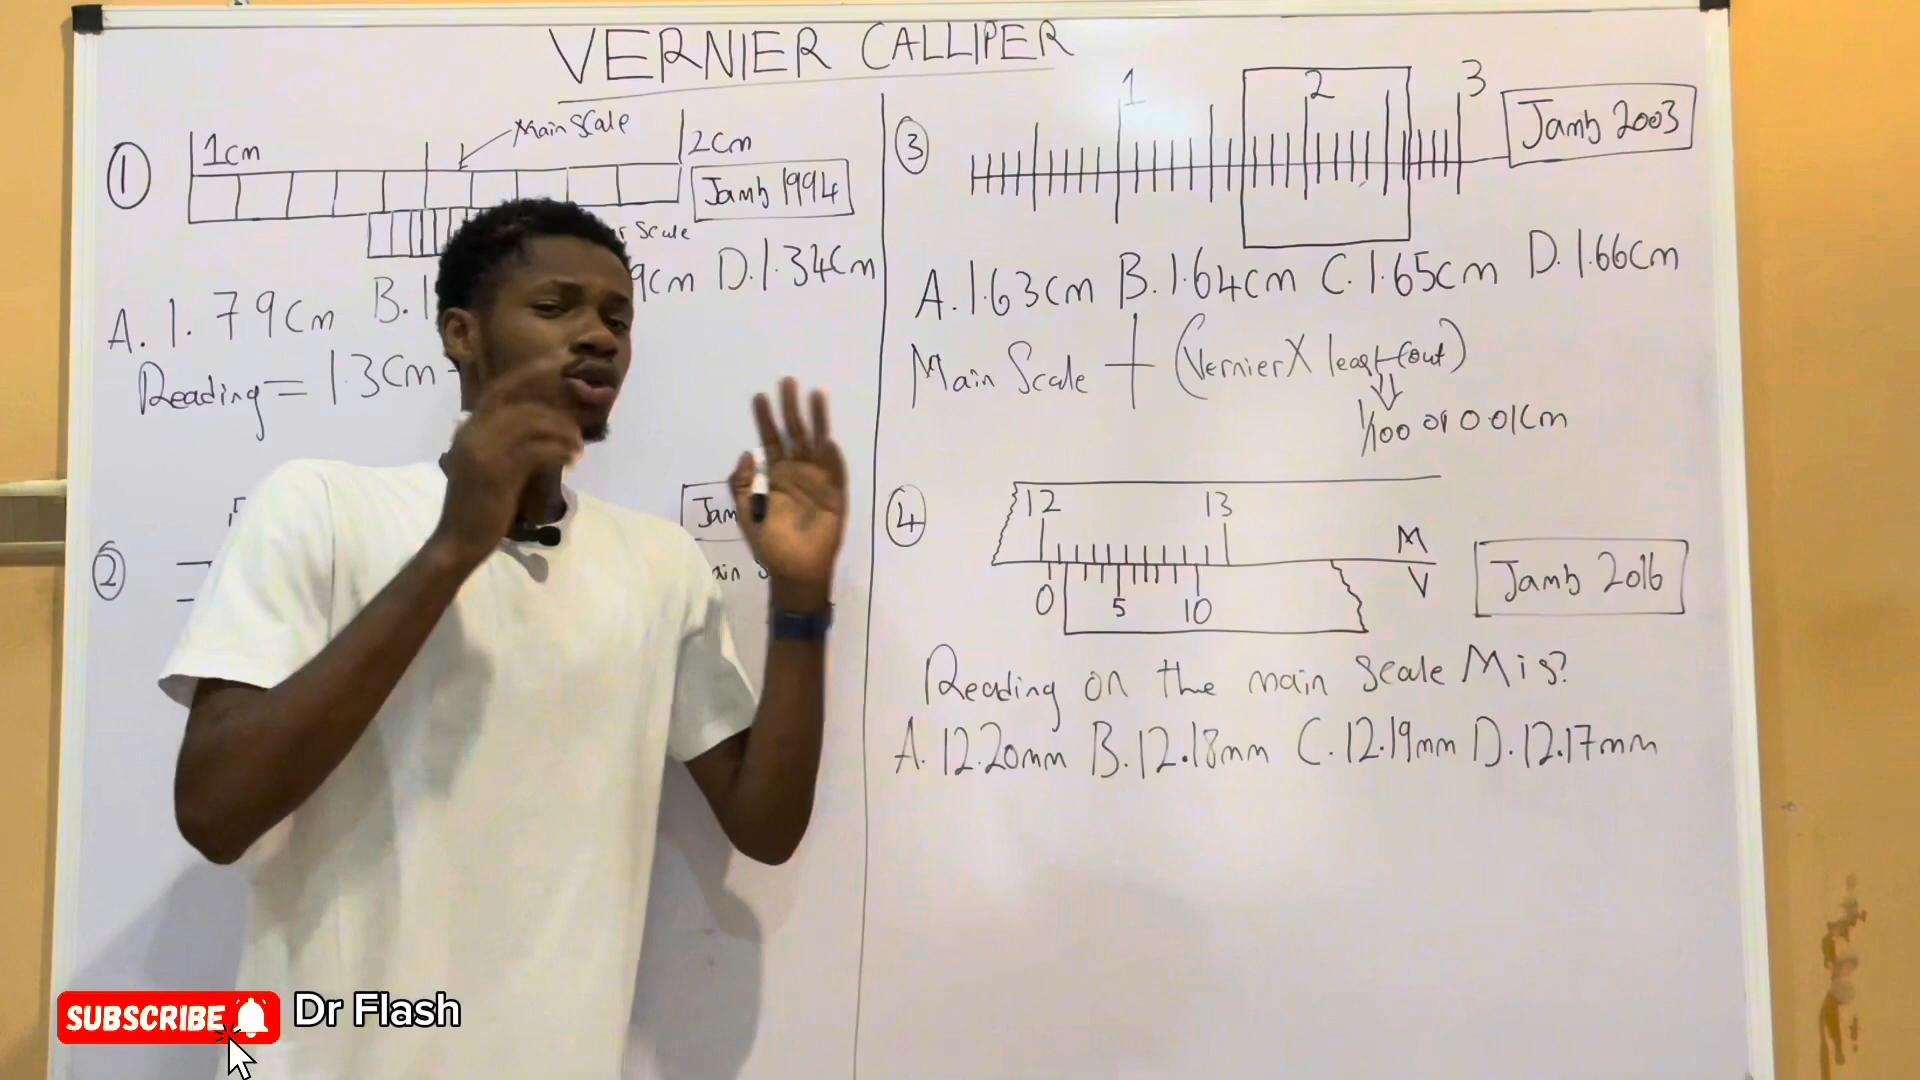 VERNIER CALLIPER
①
1cm
Main Scale
2cm
Jamb 1994
Scale
A. 1.79cm B. 1 9cm D. 1.34cm
Reading = 1.3cm
②
Jam
③
1
2
3
Jamb 2003
A. 1.63cm B. 1.64cm C. 1.65cm D. 1.66cm
Main Scale + (Vernier X least count)
1/100 or 0.01cm
④
12 13
M
V
0 5 10
Jamb 2016
Reading on the main scale M is?
A. 12.20mm B. 12.18mm C. 12.19mm D. 12.17mm
SUBSCRIBE
Dr Flash